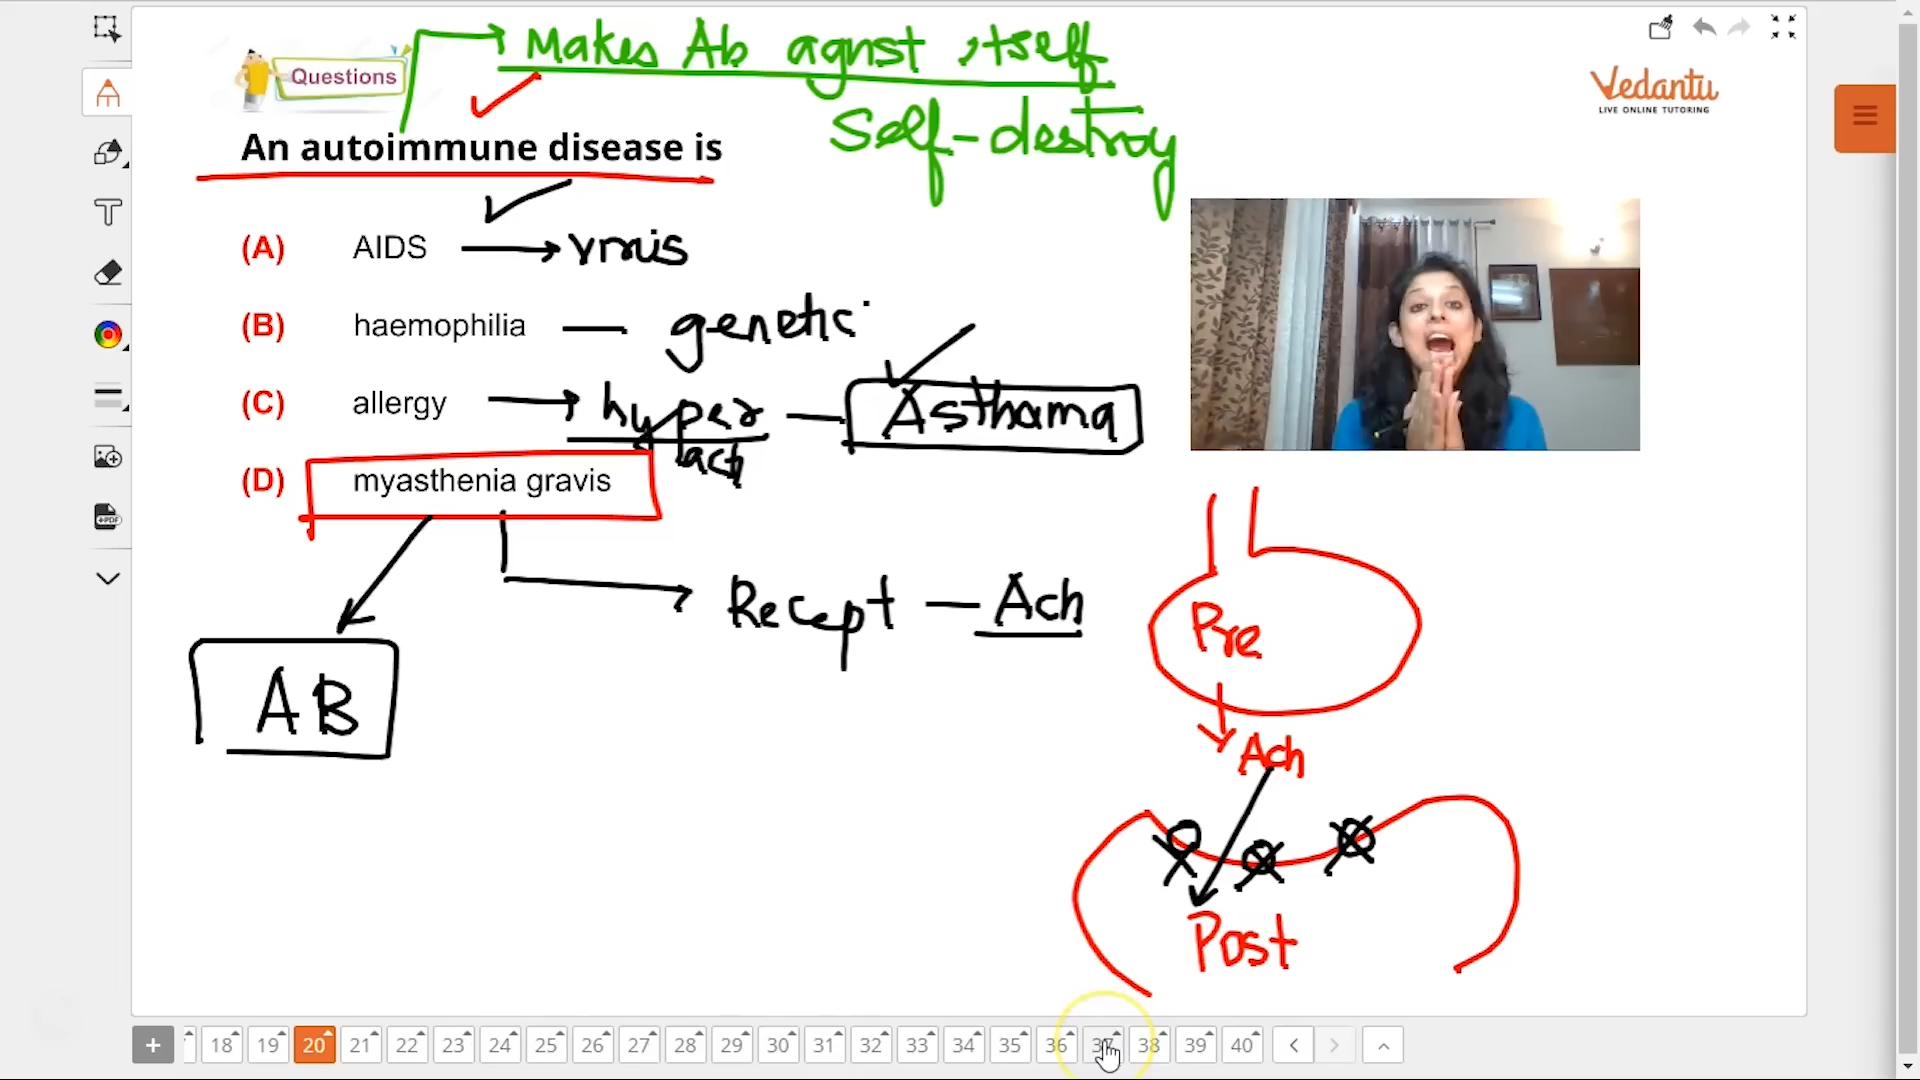 Makes Ab agnst itself
Questions
Vedantu
LIVE ONLINE TUTORING
Self-destroy
An autoimmune disease is
(A) AIDS
(B) haemophilia genetic
(C) allergy hyper Asthama
(D) myasthenia gravis
Recept - Ach
AB
Pre
Ach
Post
PDF
+ 18 19 20 21 22 23 24 25 26 27 28 29 30 31 32 33 34 35 36 37 38 39 40